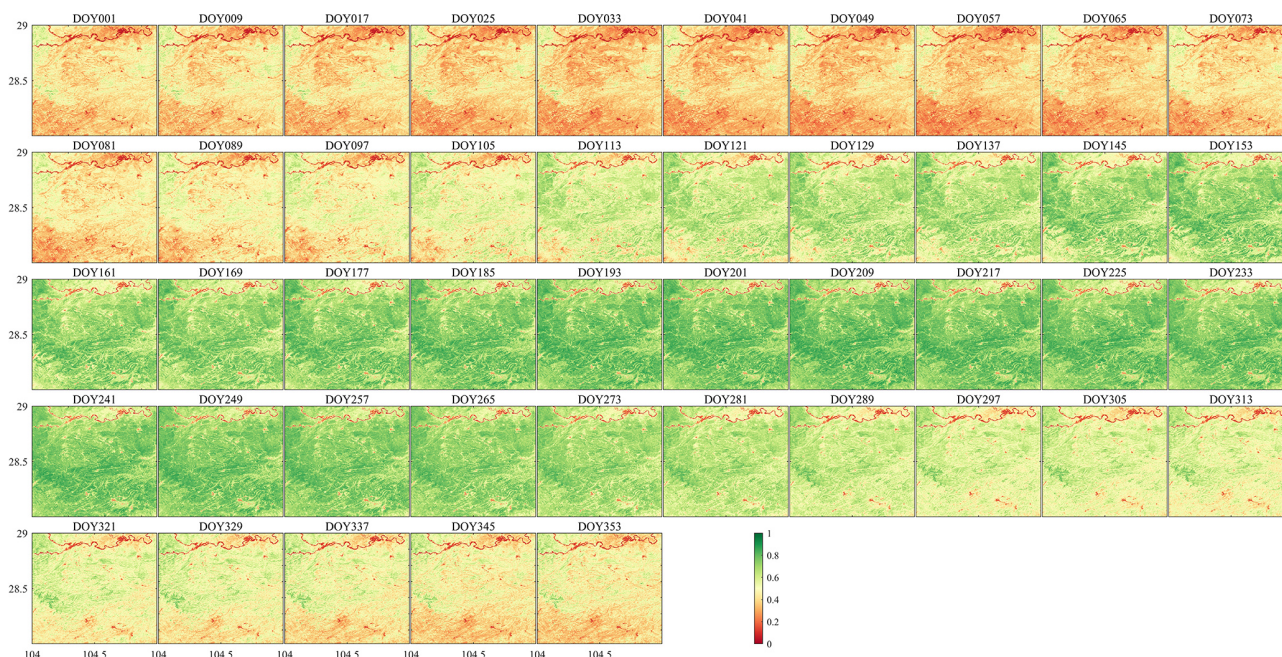 DOY001 DOY009 DOY017 DOY025 DOY033 DOY041 DOY049 DOY057 DOY065 DOY073
29
28.5
DOY081 DOY089 DOY097 DOY105 DOY113 DOY121 DOY129 DOY137 DOY145 DOY153
29
28.5
DOY161 DOY169 DOY177 DOY185 DOY193 DOY201 DOY209 DOY217 DOY225 DOY233
29
28.5
DOY241 DOY249 DOY257 DOY265 DOY273 DOY281 DOY289 DOY297 DOY305 DOY313
29
28.5
DOY321 DOY329 DOY337 DOY345 DOY353
29
28.5
104 104.5 104 104.5 104 104.5 104 104.5 104 104.5
1
0.8
0.6
0.4
0.2
0